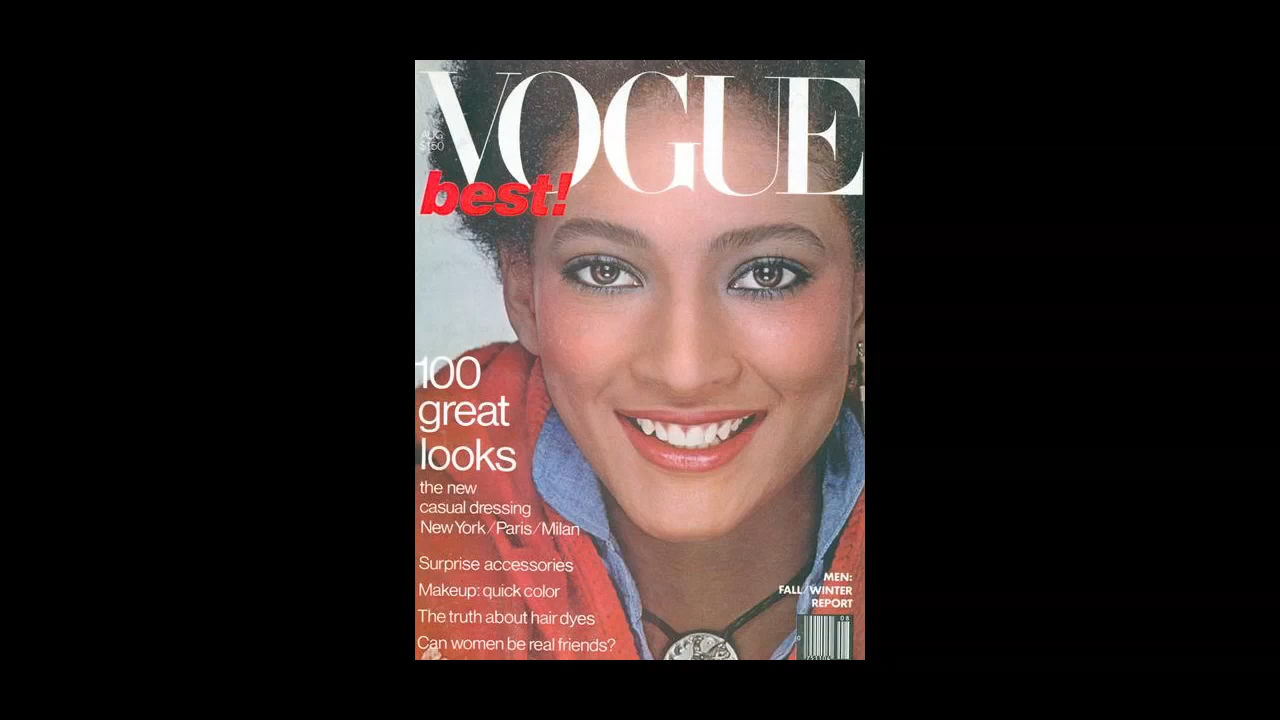 VOGUE
AUG.
$1.50
best!
100
great
looks
the new
casual dressing
New York/Paris/Milan
Surprise accessories
Makeup: quick color
The truth about hair dyes
Can women be real friends?
MEN:
FALL/WINTER
REPORT
08